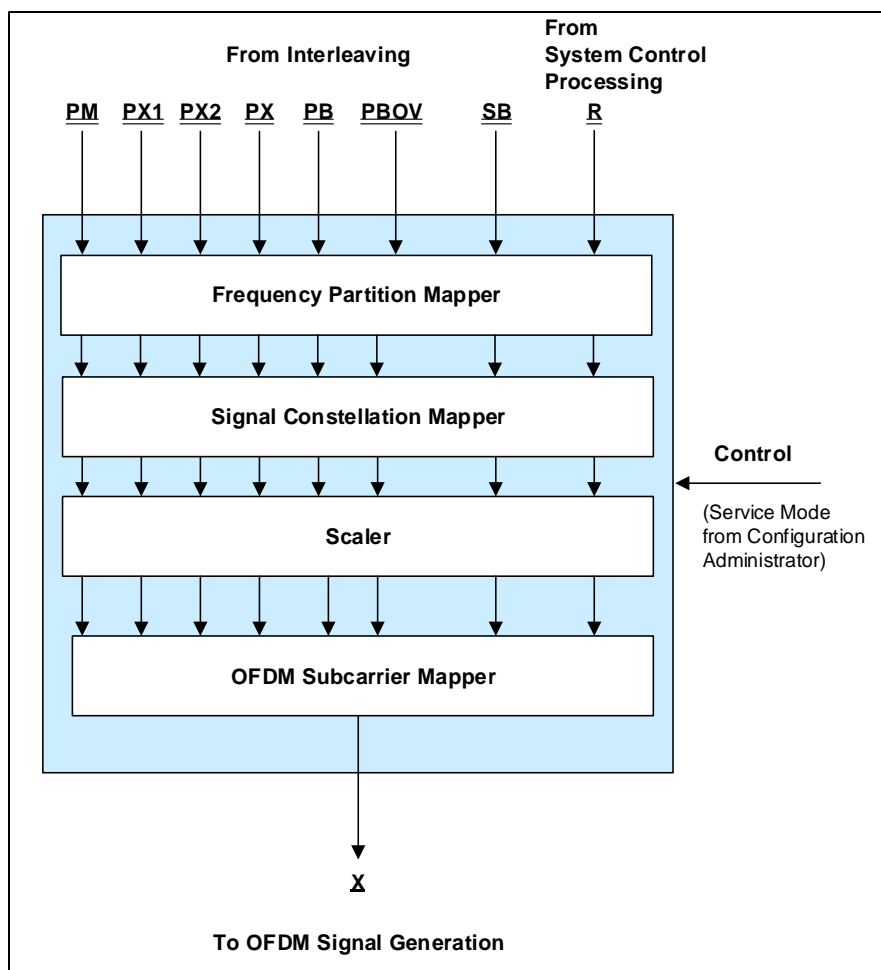 From Interleaving
From
System Control
Processing
PM PX1 PX2 PX PB PBOV SB R
Frequency Partition Mapper
Signal Constellation Mapper
Control
(Service Mode
from Configuration
Administrator)
Scaler
OFDM Subcarrier Mapper
X
To OFDM Signal Generation